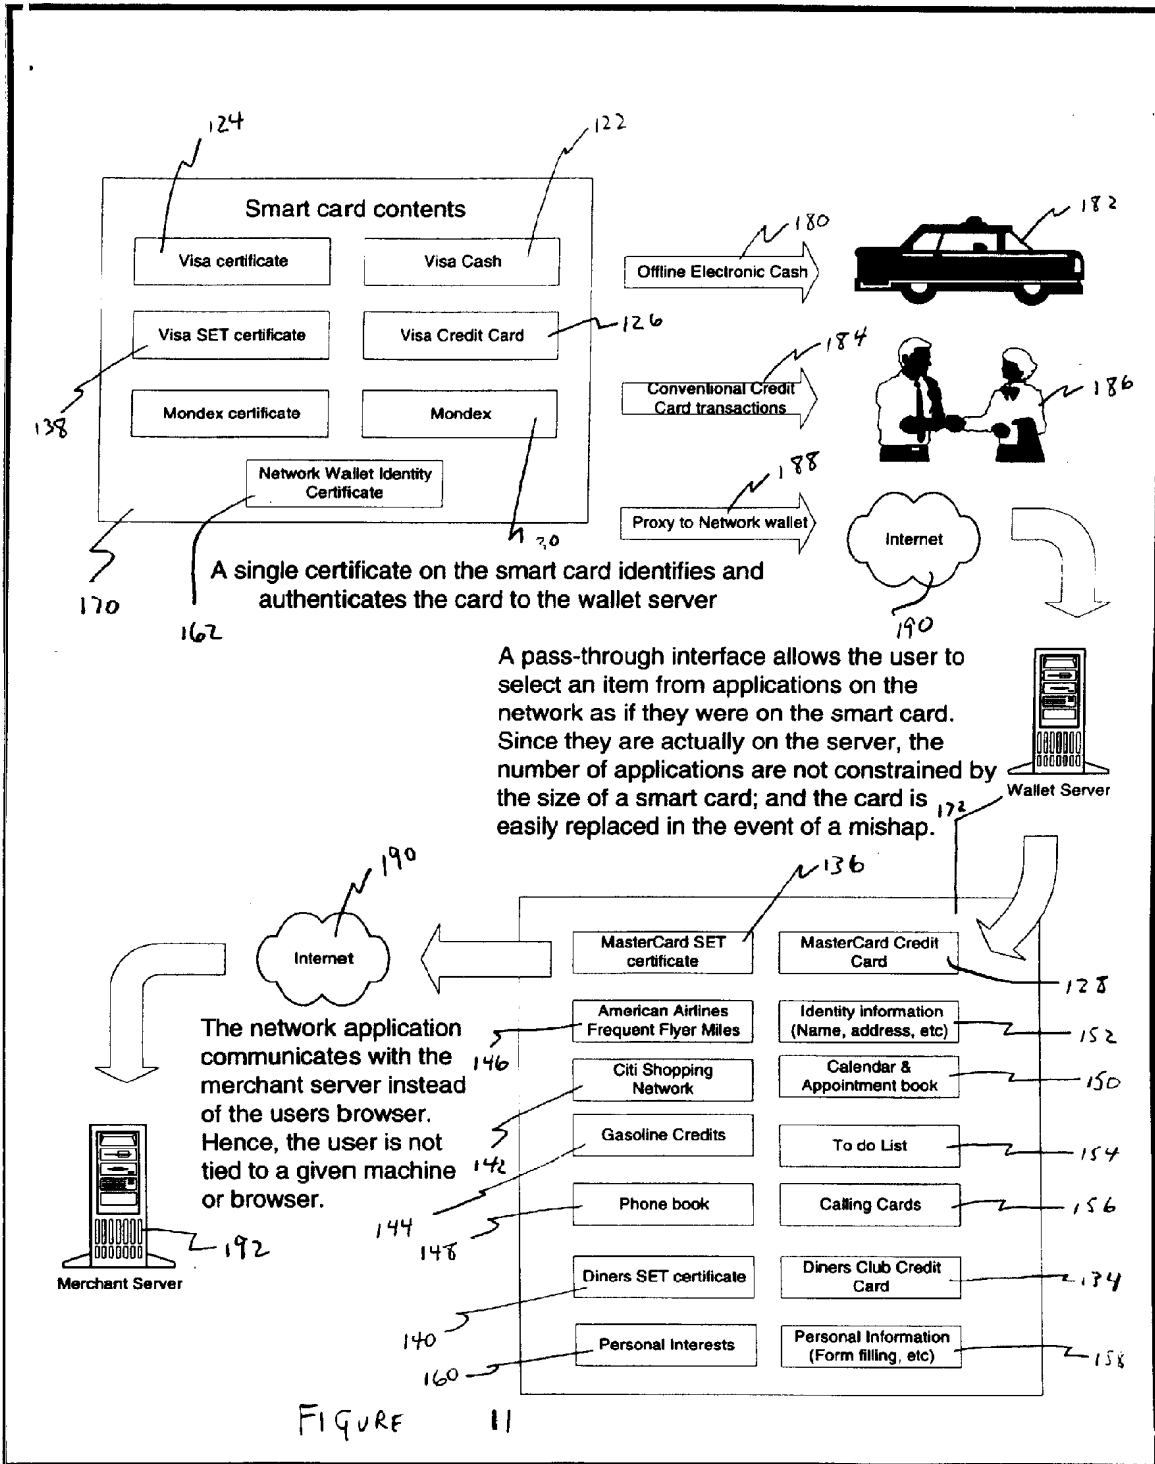 124
122
Smart card contents
Visa certificate
Visa Cash
Visa SET certificate
Visa Credit Card
126
Mondex certificate
Mondex
138
Network Wallet Identity
Certificate
170
162
180
Offline Electronic Cash
182
184
Conventional Credit
Card transactions
186
188
Proxy to Network wallet
Internet
190
A single certificate on the smart card identifies and
authenticates the card to the wallet server
A pass-through interface allows the user to
select an item from applications on the
network as if they were on the smart card.
Since they are actually on the server, the
number of applications are not constrained by
the size of a smart card; and the card is
easily replaced in the event of a mishap.
172
Wallet Server
190
136
Internet
MasterCard SET
certificate
MasterCard Credit
Card
128
American Airlines
Frequent Flyer Miles
146
Identity information
(Name, address, etc)
152
Citi Shopping
Network
142
Calendar &
Appointment book
150
Gasoline Credits
144
To do List
154
Phone book
148
Calling Cards
156
Diners SET certificate
140
Diners Club Credit
Card
134
Personal Interests
160
Personal Information
(Form filling, etc)
158
The network application
communicates with the
merchant server instead
of the users browser.
Hence, the user is not
tied to a given machine
or browser.
192
Merchant Server
FIGURE 11